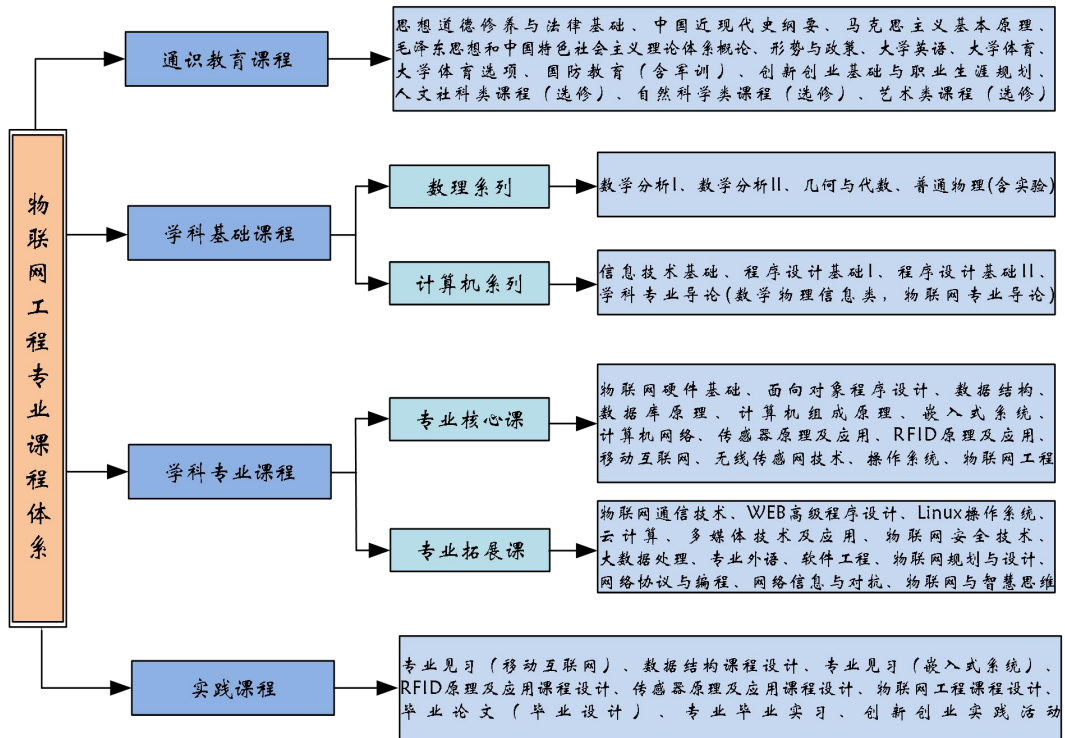 物联网工程专业课程体系
通识教育课程
思想道德修养与法律基础、中国近现代史纲要、马克思主义基本原理、
毛泽东思想和中国特色社会主义理论体系概论、形势与政策、大学英语、大学体育、
大学体育选项、国防教育（含军训）、创新创业基础与职业生涯规划、
人文社科类课程（选修）、自然科学类课程（选修）、艺术类课程（选修）
学科基础课程
数理系列
数学分析I、数学分析II、几何与代数、普通物理(含实验)
计算机系列
信息技术基础、程序设计基础I、程序设计基础II、
学科专业导论(数学物理信息类，物联网专业导论)
学科专业课程
专业核心课
物联网硬件基础、面向对象程序设计、数据结构、
数据库原理、计算机组成原理、嵌入式系统、
计算机网络、传感器原理及应用、RFID原理及应用、
移动互联网、无线传感网技术、操作系统、物联网工程
专业拓展课
物联网通信技术、WEB高级程序设计、Linux操作系统、
云计算、多媒体技术及应用、物联网安全技术、
大数据处理、专业外语、软件工程、物联网规划与设计、
网络协议与编程、网络信息与对抗、物联网与智慧思维
实践课程
专业见习（移动互联网）、数据结构课程设计、专业见习（嵌入式系统）、
RFID原理及应用课程设计、传感器原理及应用课程设计、物联网工程课程设计、
毕业论文（毕业设计）、专业毕业实习、创新创业实践活动